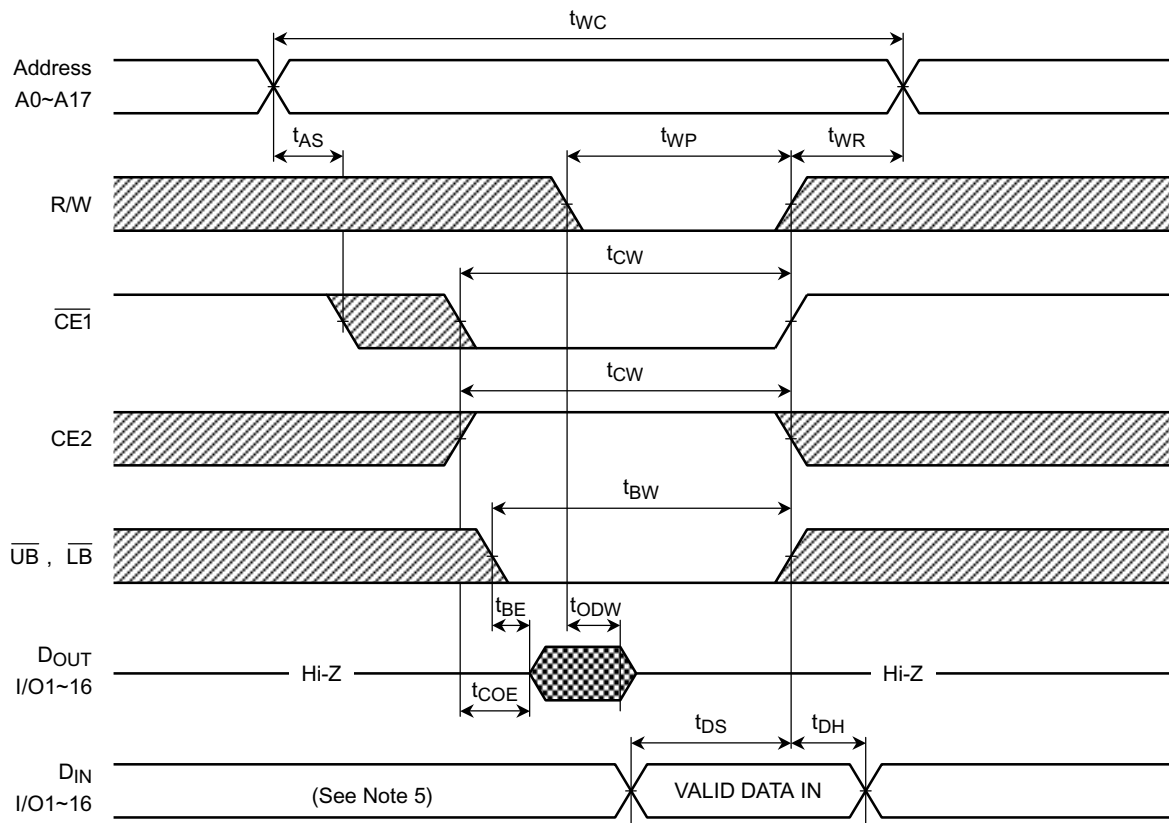 tWC
Address
A0~A17
tAS
tWP
tWR
R/W
tCW
CE1
tCW
CE2
tBW
UB , LB
tBE
tODW
DOUT
I/O1~16
Hi-Z
Hi-Z
tCOE
tDS
tDH
DIN
I/O1~16
(See Note 5)
VALID DATA IN